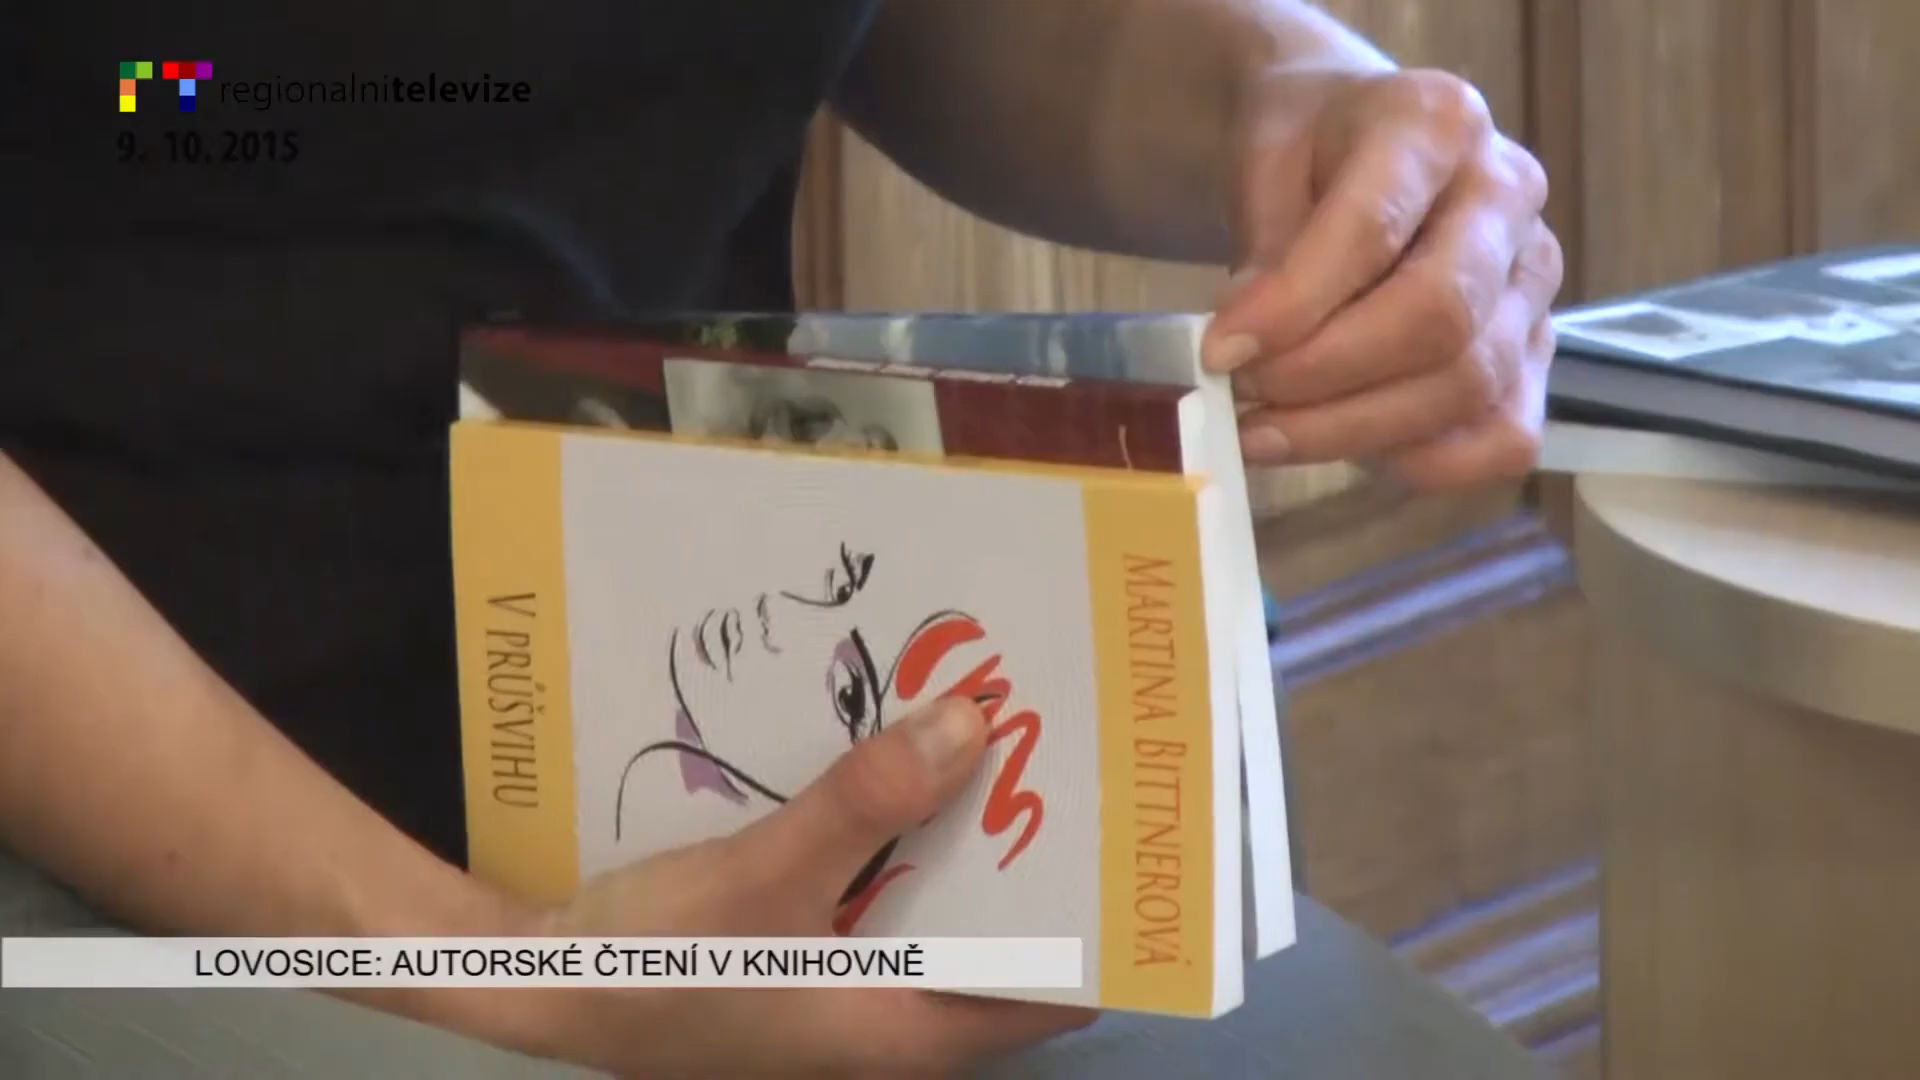 regionalnitelevize
9. 10. 2015
MARTINA BITTNEROVÁ
V PRŮŠVIHU
LOVOSICE: AUTORSKÉ ČTENÍ V KNIHOVNĚ